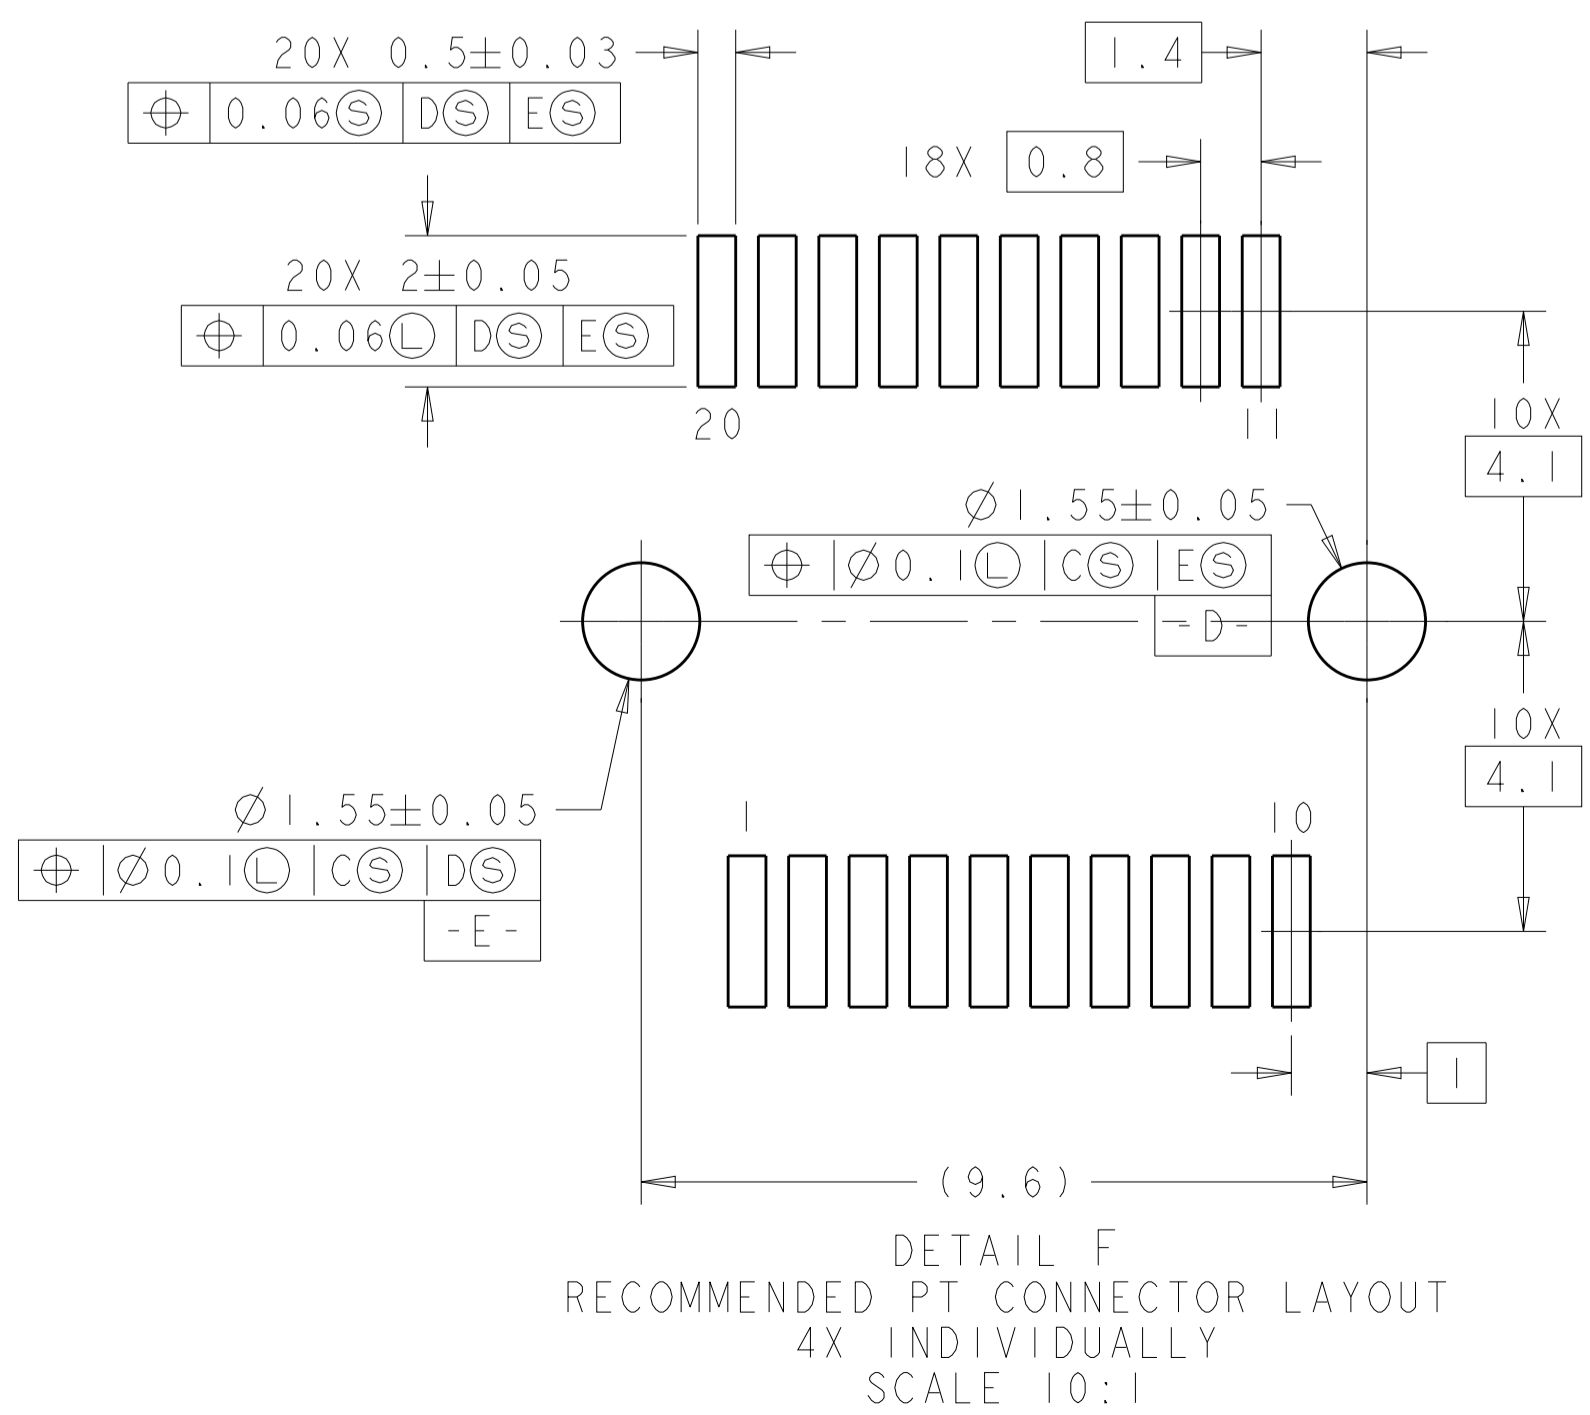 20X 0.5±0.03
⌖ 0.06Ⓢ DⓈ EⓈ
1.4
18X 0.8
20X 2±0.05
⌖ 0.06Ⓛ DⓈ EⓈ
20
11
10X
4.1
Ø1.55±0.05
⌖ Ø0.1Ⓛ CⓈ EⓈ
-D-
10X
4.1
Ø1.55±0.05
⌖ Ø0.1Ⓛ CⓈ DⓈ
-E-
1
10
1
(9.6)
DETAIL F
RECOMMENDED PT CONNECTOR LAYOUT
4X INDIVIDUALLY
SCALE 10:1